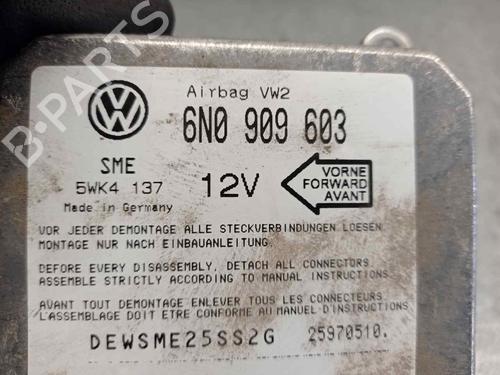 B-PARTS
Airbag VW2
6N0 909 603
SME
5WK4 137
Made in Germany
12V
VORNE
FORWARD
AVANT
VOR JEDER DEMONTAGE ALLE STECKVERBINDUNGEN LOESEN
MONTAGE NUR NACH EINBAUANLEITUNG.
BEFORE EVERY DISASSEMBLY, DETACH ALL CONNECTORS
ASSEMBLE STRICTLY ACCORDING TO MANUAL INSTRUCTIONS
AVANT TOUT DEMONTAGE ENLEVER TOUS LES MANCHONS
L'ASSEMBLAGE DOIT ETRE CONFORME AU MANUEL D'INSTRUCTIONS
DEWSME25SS2G 25970510.